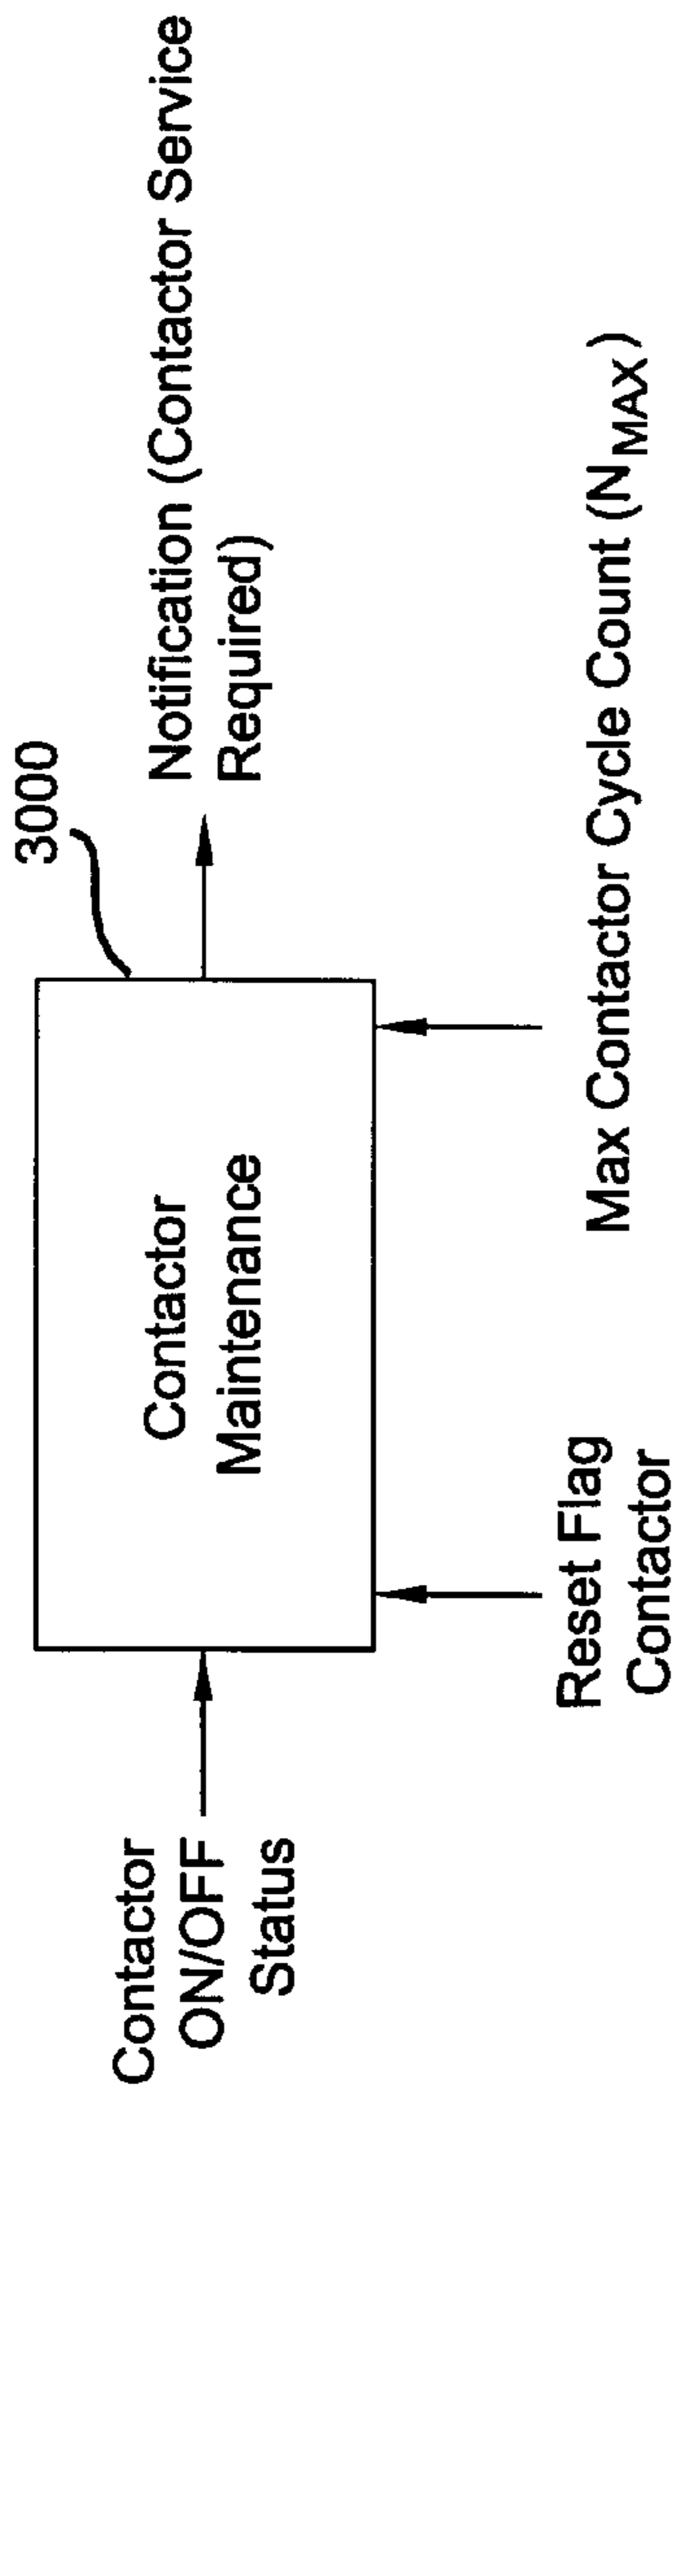 3000
Contactor
ON/OFF
Status
Contactor
Maintenance
Notification (Contactor Service
Required)
Reset Flag
Contactor
Max Contactor Cycle Count (NMAX)